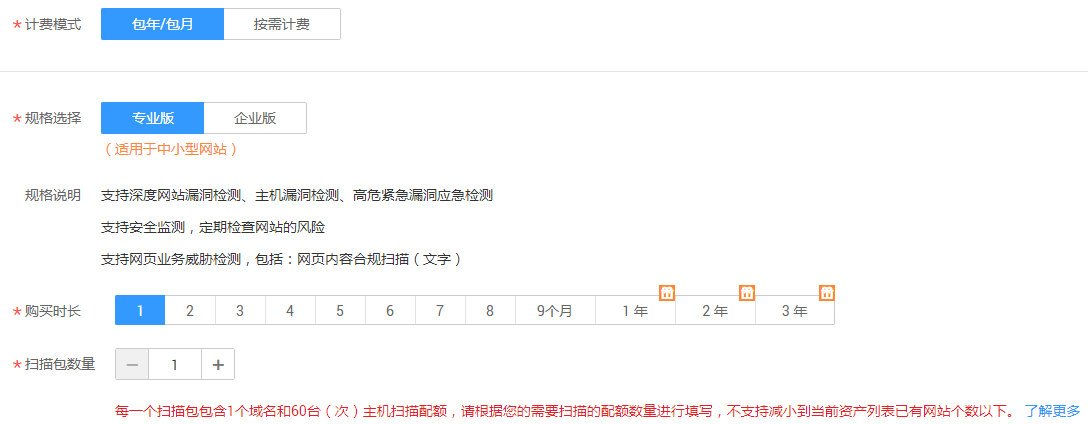 * 计费模式 包年/包月 按需计费
* 规格选择 专业版 企业版
（适用于中小型网站）
规格说明 支持深度网站漏洞检测、主机漏洞检测、高危紧急漏洞应急检测
支持安全监测，定期检查网站的风险
支持网页业务威胁检测，包括：网页内容合规扫描（文字）
* 购买时长 1 2 3 4 5 6 7 8 9个月 1 年 2 年 3 年
* 扫描包数量 − 1 +
每一个扫描包包含1个域名和60台（次）主机扫描配额，请根据您的需要扫描的配额数量进行填写，不支持减小到当前资产列表已有网站个数以下。 了解更多